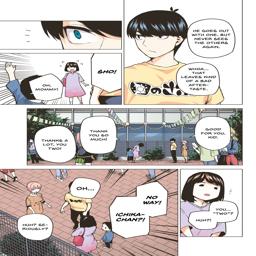 HE GOES OUT
WITH ONE, BUT
NEVER SEES
THE OTHERS
AGAIN.
WHOA...
THAT
LEAVES KIND
OF A BAD
AFTER-
TASTE.
SHO!
OH,
MOMMY!
GOOD
FOR YOU,
KID.
THANK
YOU SO
MUCH!
THANKS A
LOT, YOU
TWO!
YOU...
"TWO"?
HUH?!
NO
WAY!
ICHIKA-
CHAN?!
OH...
HUH? SE-
RIOUSLY?